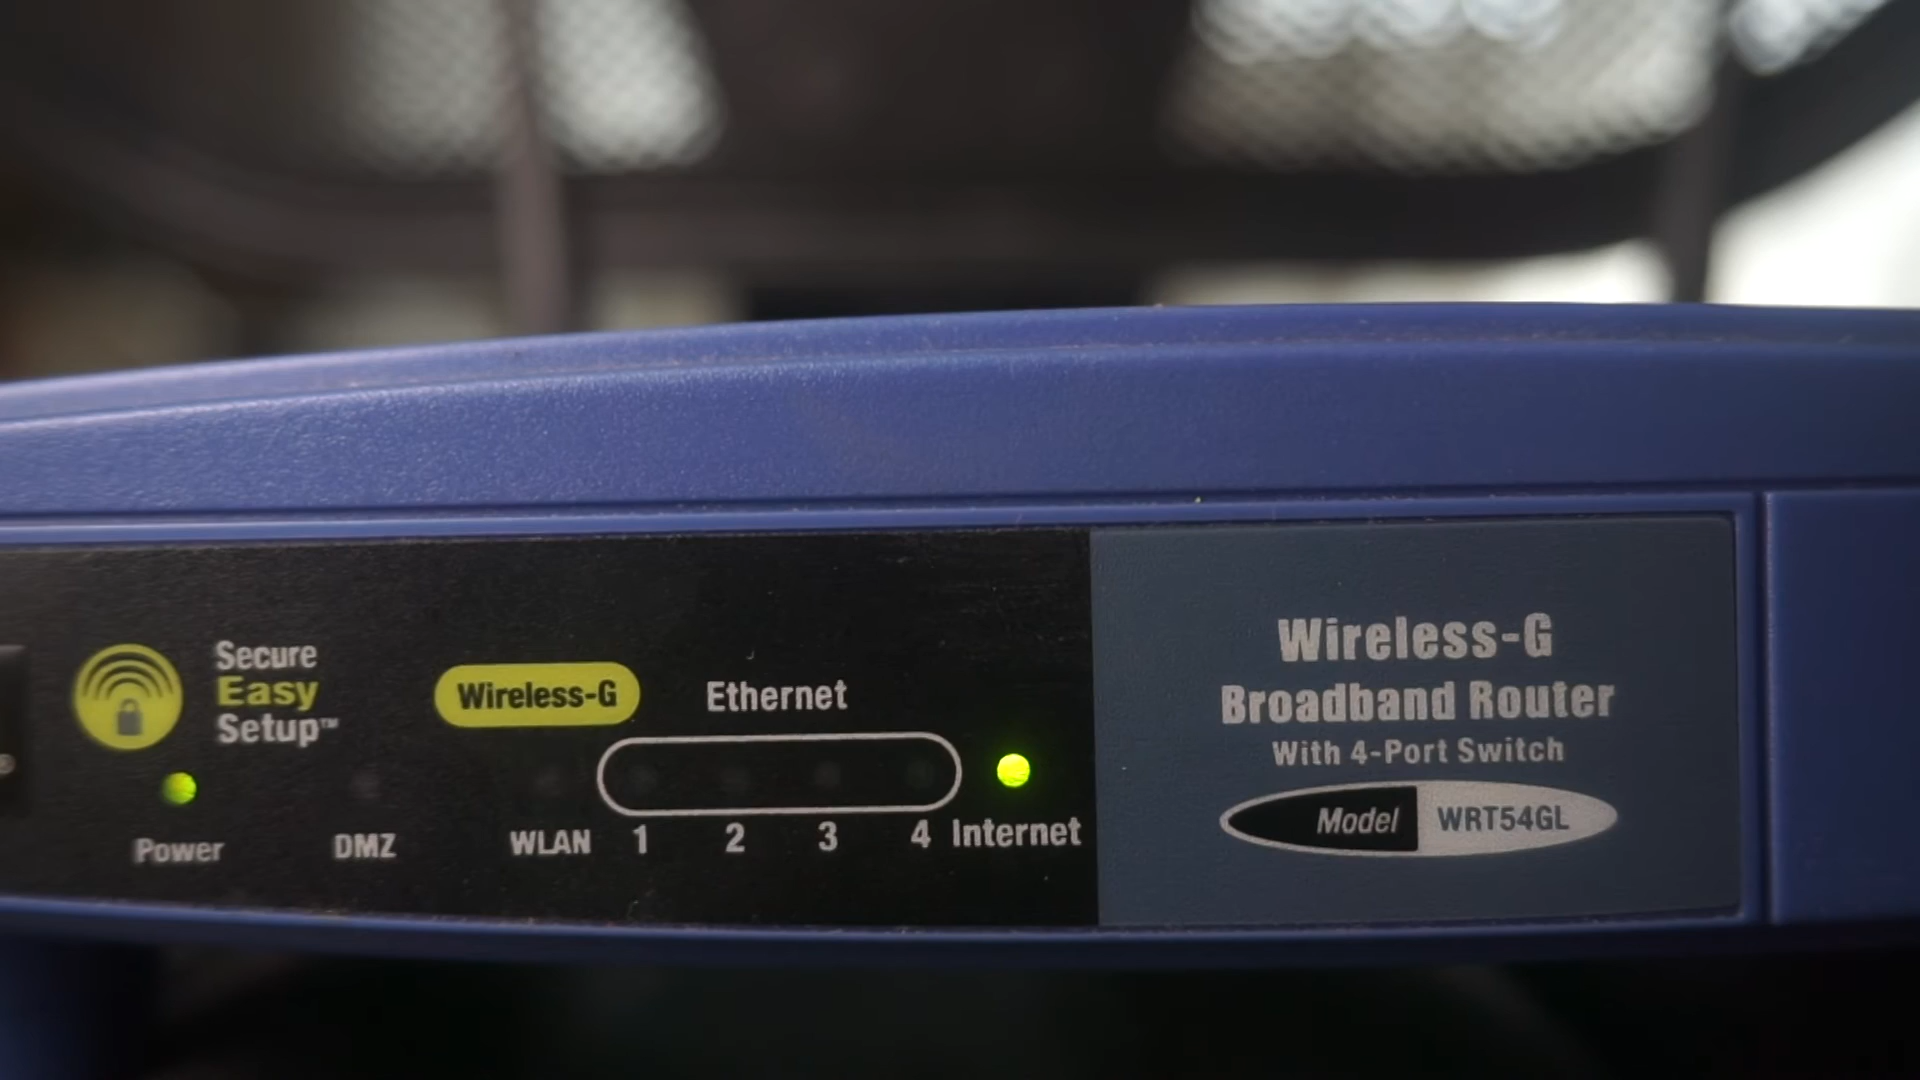 Secure
Easy
Setup™
Wireless-G
Ethernet
Power
DMZ
WLAN
1
2
3
4
Internet
Wireless-G
Broadband Router
With 4-Port Switch
Model WRT54GL
®